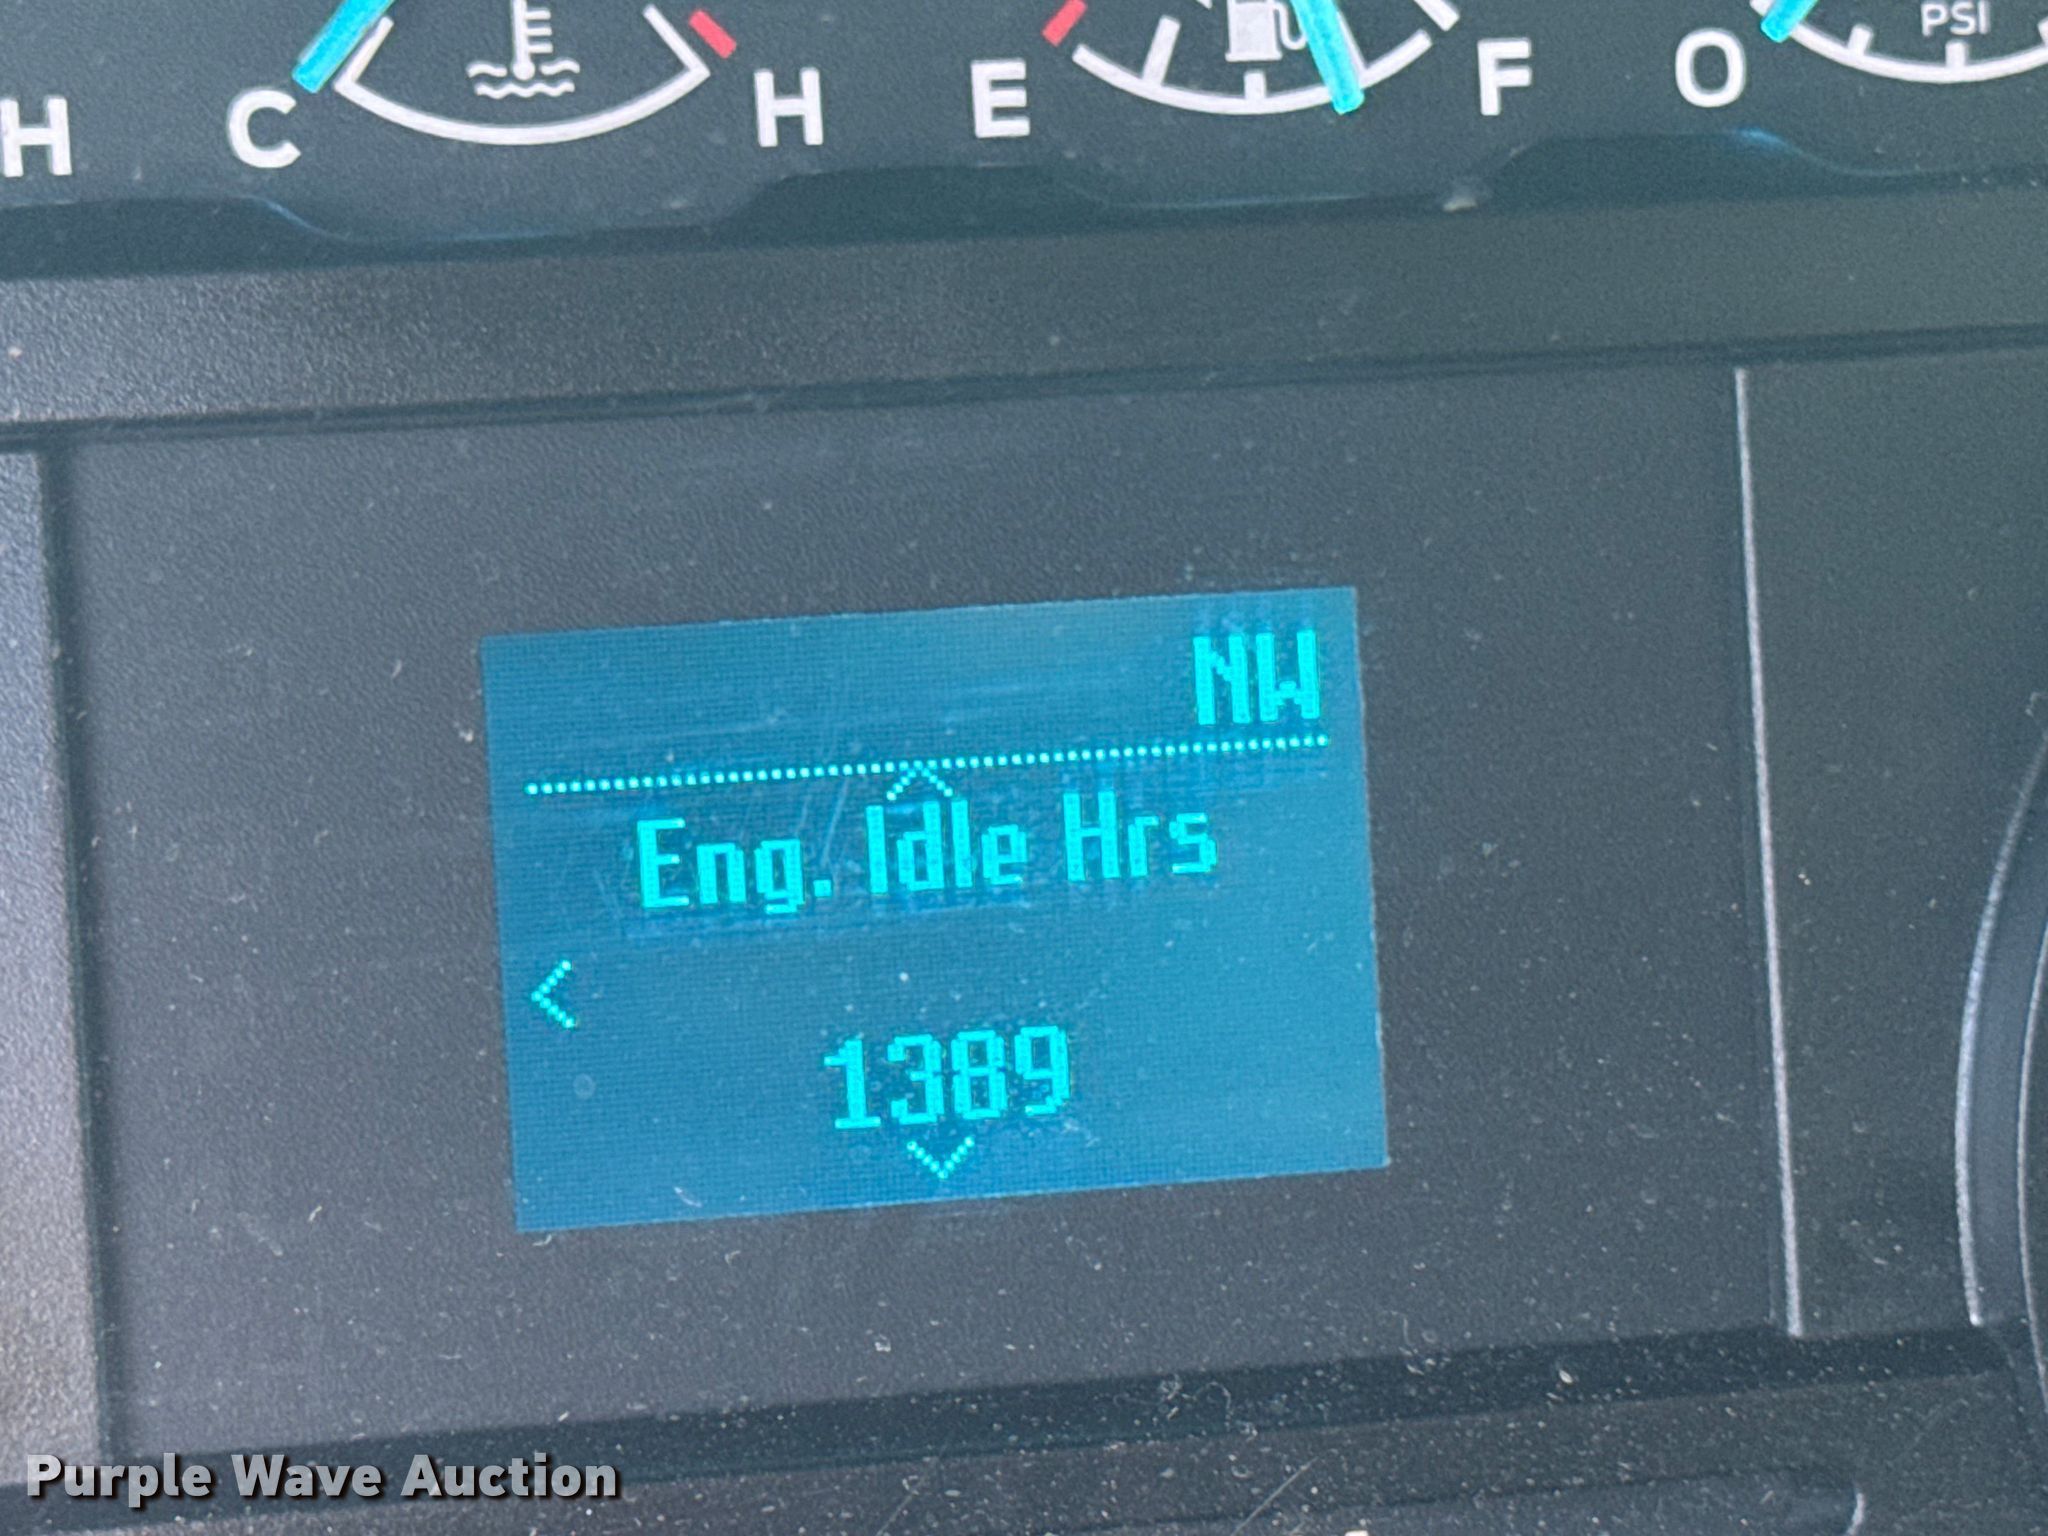 H C H E F O PSI
NW
Eng. Idle Hrs
1389
Purple Wave Auction